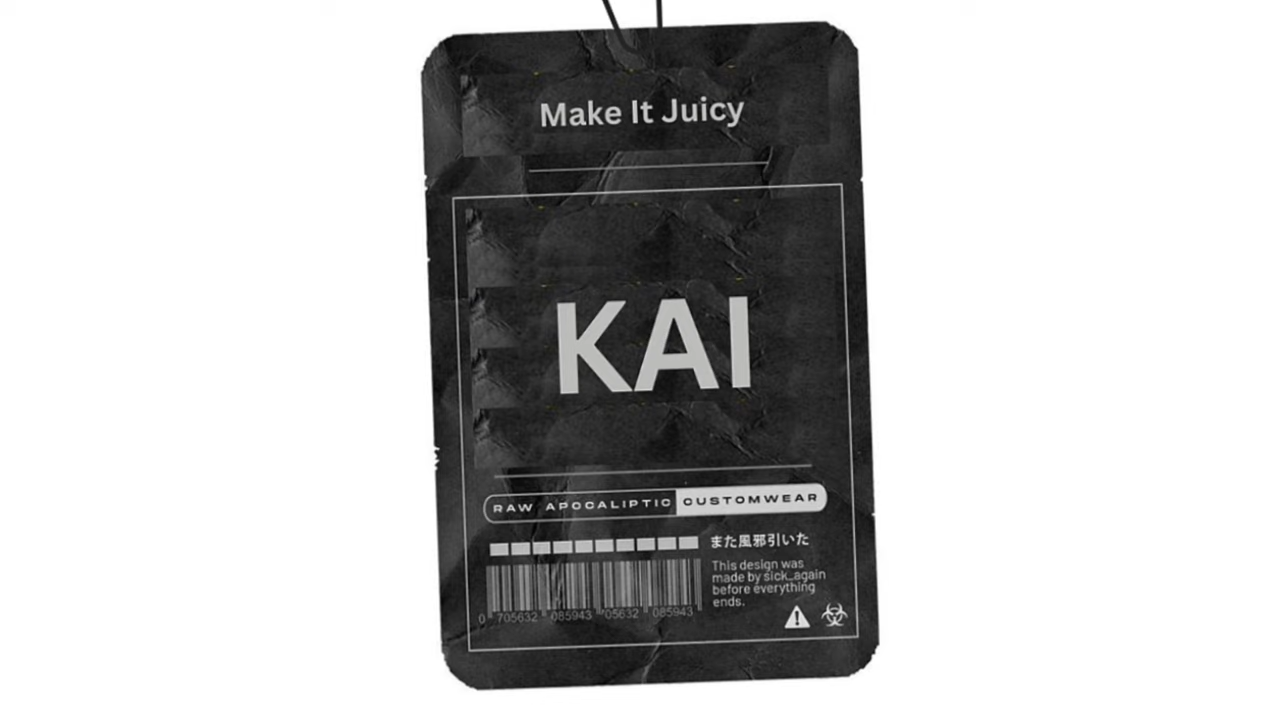 Make It Juicy
KAI
RAW APOCALIPTIC CUSTOMWEAR
また風邪引いた
This design was
made by sick_again
before everything
ends.
0 705632 085943 705632 085943